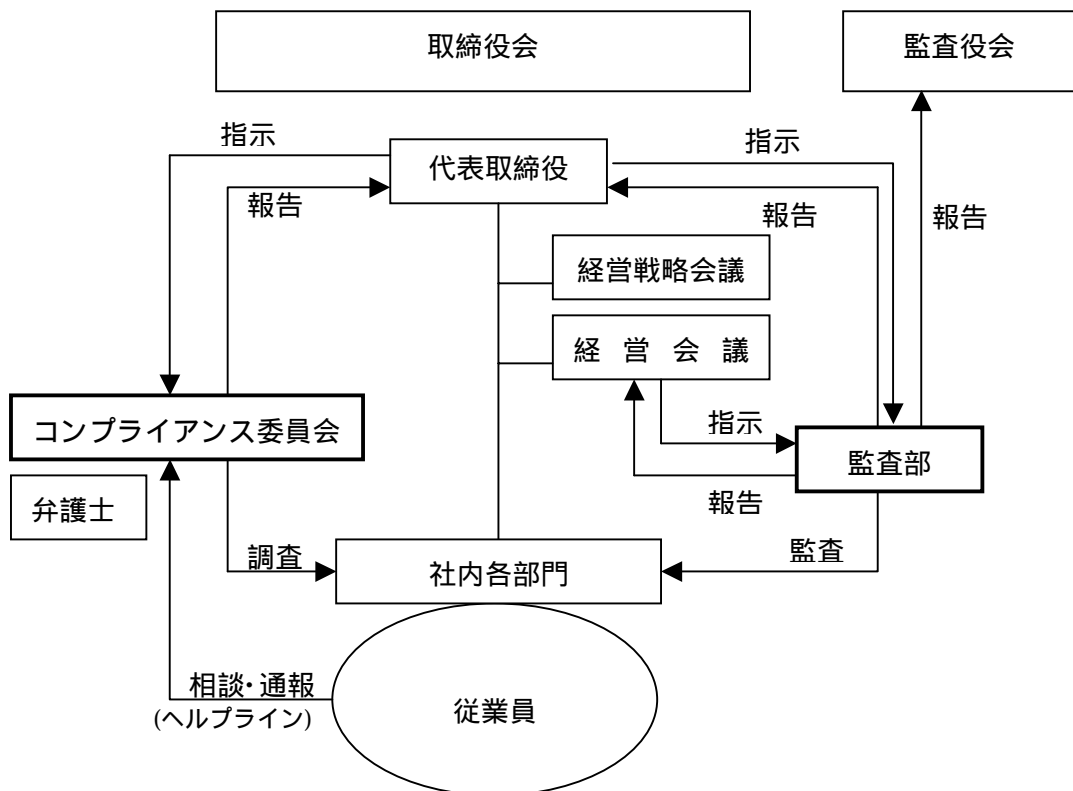 取締役会
監査役会
指示
代表取締役
指示
報告
報告
報告
経営戦略会議
経 営 会 議
コンプライアンス委員会
指示
監査部
弁護士
報告
調査
社内各部門
監査
相談・通報
(ヘルプライン)
従業員